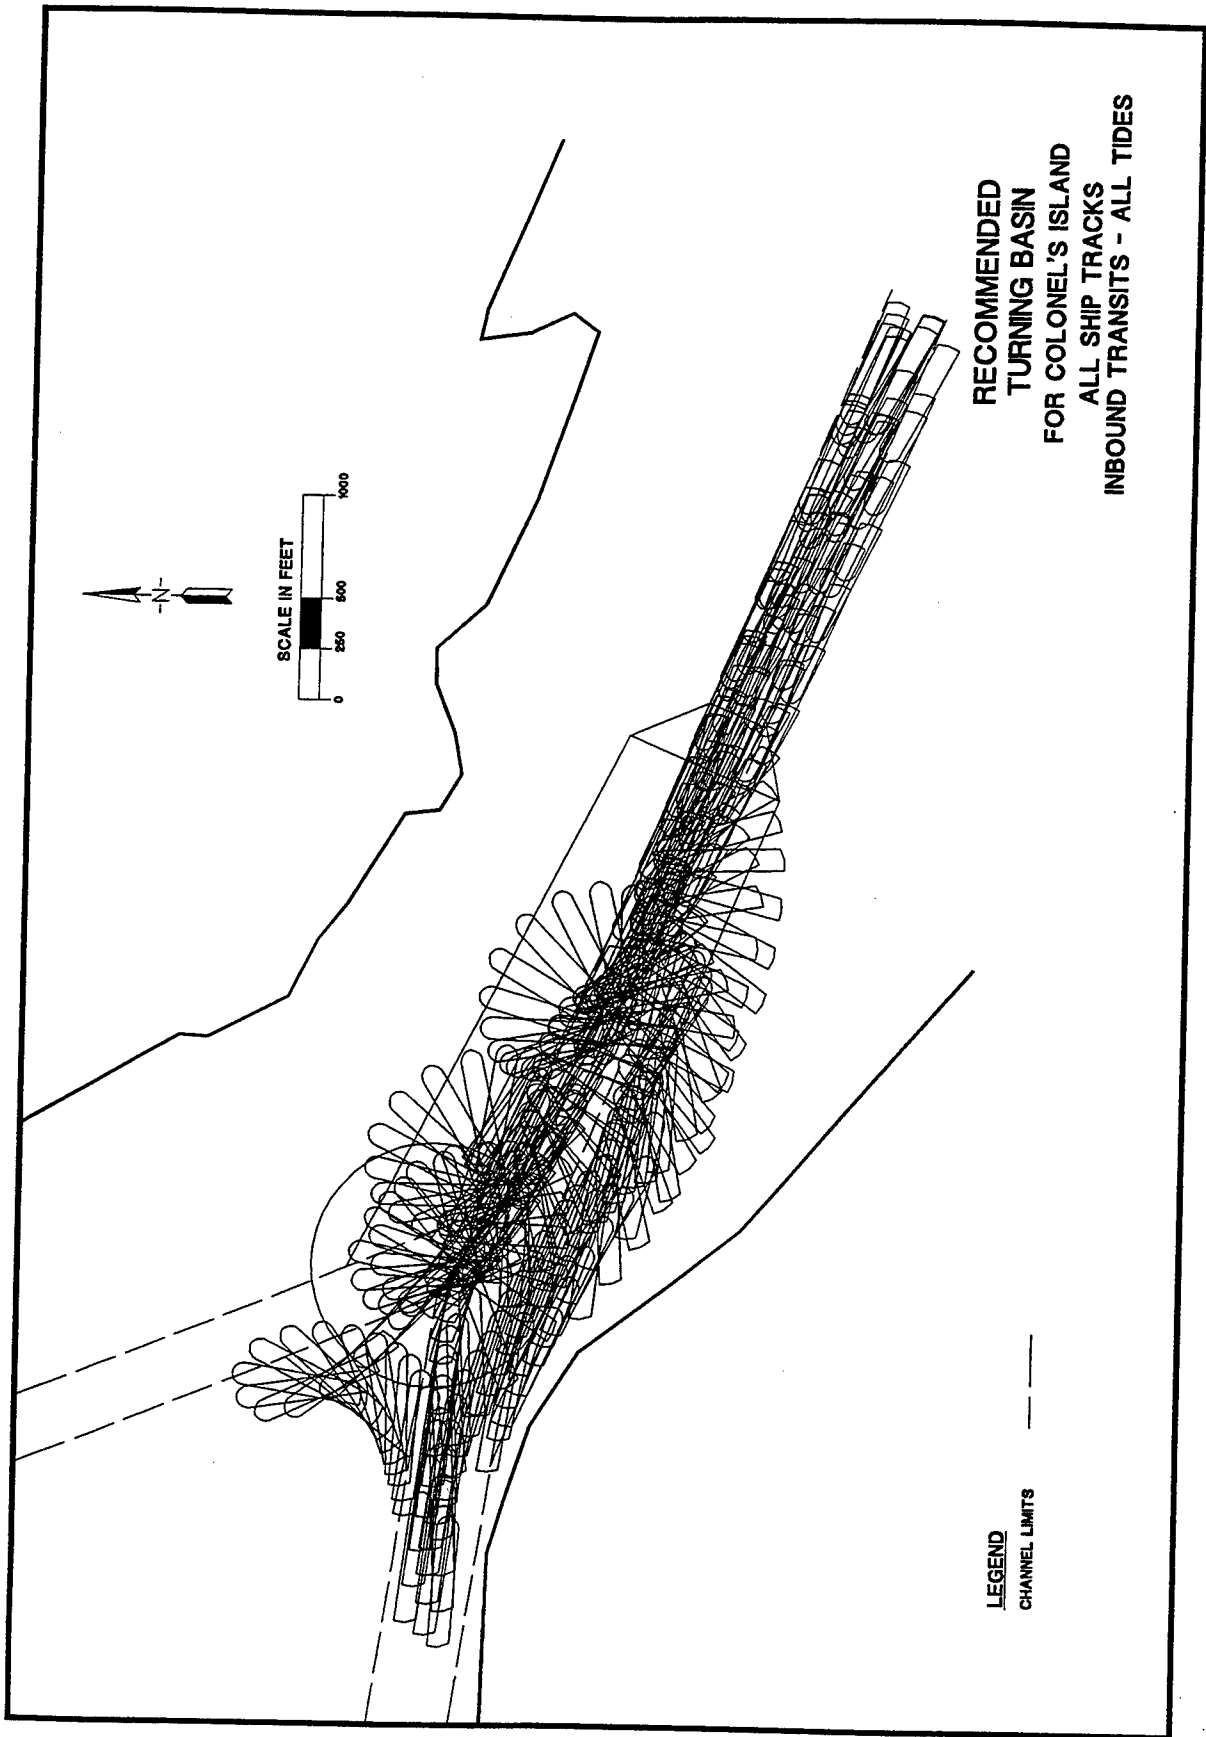 -N-
SCALE IN FEET
0 250 500 1000
RECOMMENDED
TURNING BASIN
FOR COLONEL'S ISLAND
ALL SHIP TRACKS
INBOUND TRANSITS - ALL TIDES
LEGEND
CHANNEL LIMITS